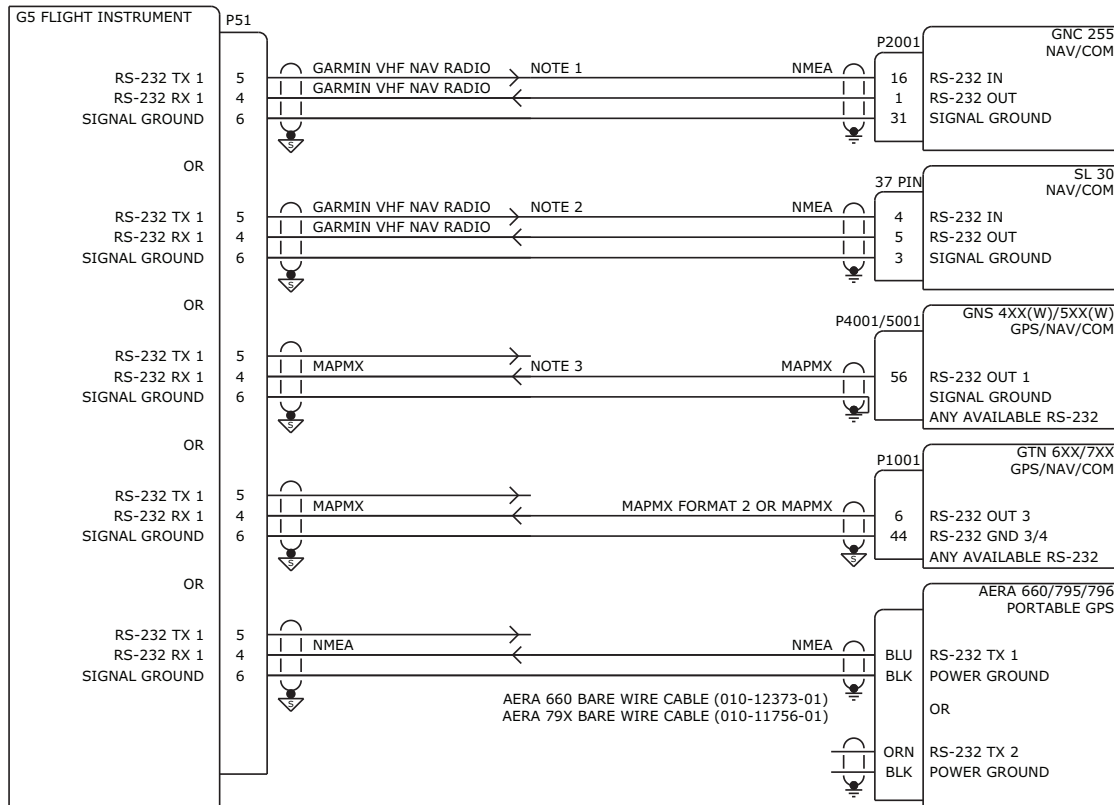 G5 FLIGHT INSTRUMENT
P51
GNC 255
NAV/COM
P2001
RS-232 TX 1 5 GARMIN VHF NAV RADIO NOTE 1 NMEA 16 RS-232 IN
RS-232 RX 1 4 GARMIN VHF NAV RADIO 1 RS-232 OUT
SIGNAL GROUND 6 31 SIGNAL GROUND
S
OR
SL 30
NAV/COM
37 PIN
RS-232 TX 1 5 GARMIN VHF NAV RADIO NOTE 2 NMEA 4 RS-232 IN
RS-232 RX 1 4 GARMIN VHF NAV RADIO 5 RS-232 OUT
SIGNAL GROUND 6 3 SIGNAL GROUND
S
OR
GNS 4XX(W)/5XX(W)
GPS/NAV/COM
P4001/5001
RS-232 TX 1 5
RS-232 RX 1 4 MAPMX NOTE 3 MAPMX 56 RS-232 OUT 1
SIGNAL GROUND 6 SIGNAL GROUND
S
ANY AVAILABLE RS-232
OR
GTN 6XX/7XX
GPS/NAV/COM
P1001
RS-232 TX 1 5
RS-232 RX 1 4 MAPMX MAPMX FORMAT 2 OR MAPMX 6 RS-232 OUT 3
SIGNAL GROUND 6 44 RS-232 GND 3/4
S S
ANY AVAILABLE RS-232
OR
AERA 660/795/796
PORTABLE GPS
RS-232 TX 1 5
RS-232 RX 1 4 NMEA NMEA BLU RS-232 TX 1
SIGNAL GROUND 6 BLK POWER GROUND
S
AERA 660 BARE WIRE CABLE (010-12373-01)
AERA 79X BARE WIRE CABLE (010-11756-01)
OR
ORN RS-232 TX 2
BLK POWER GROUND